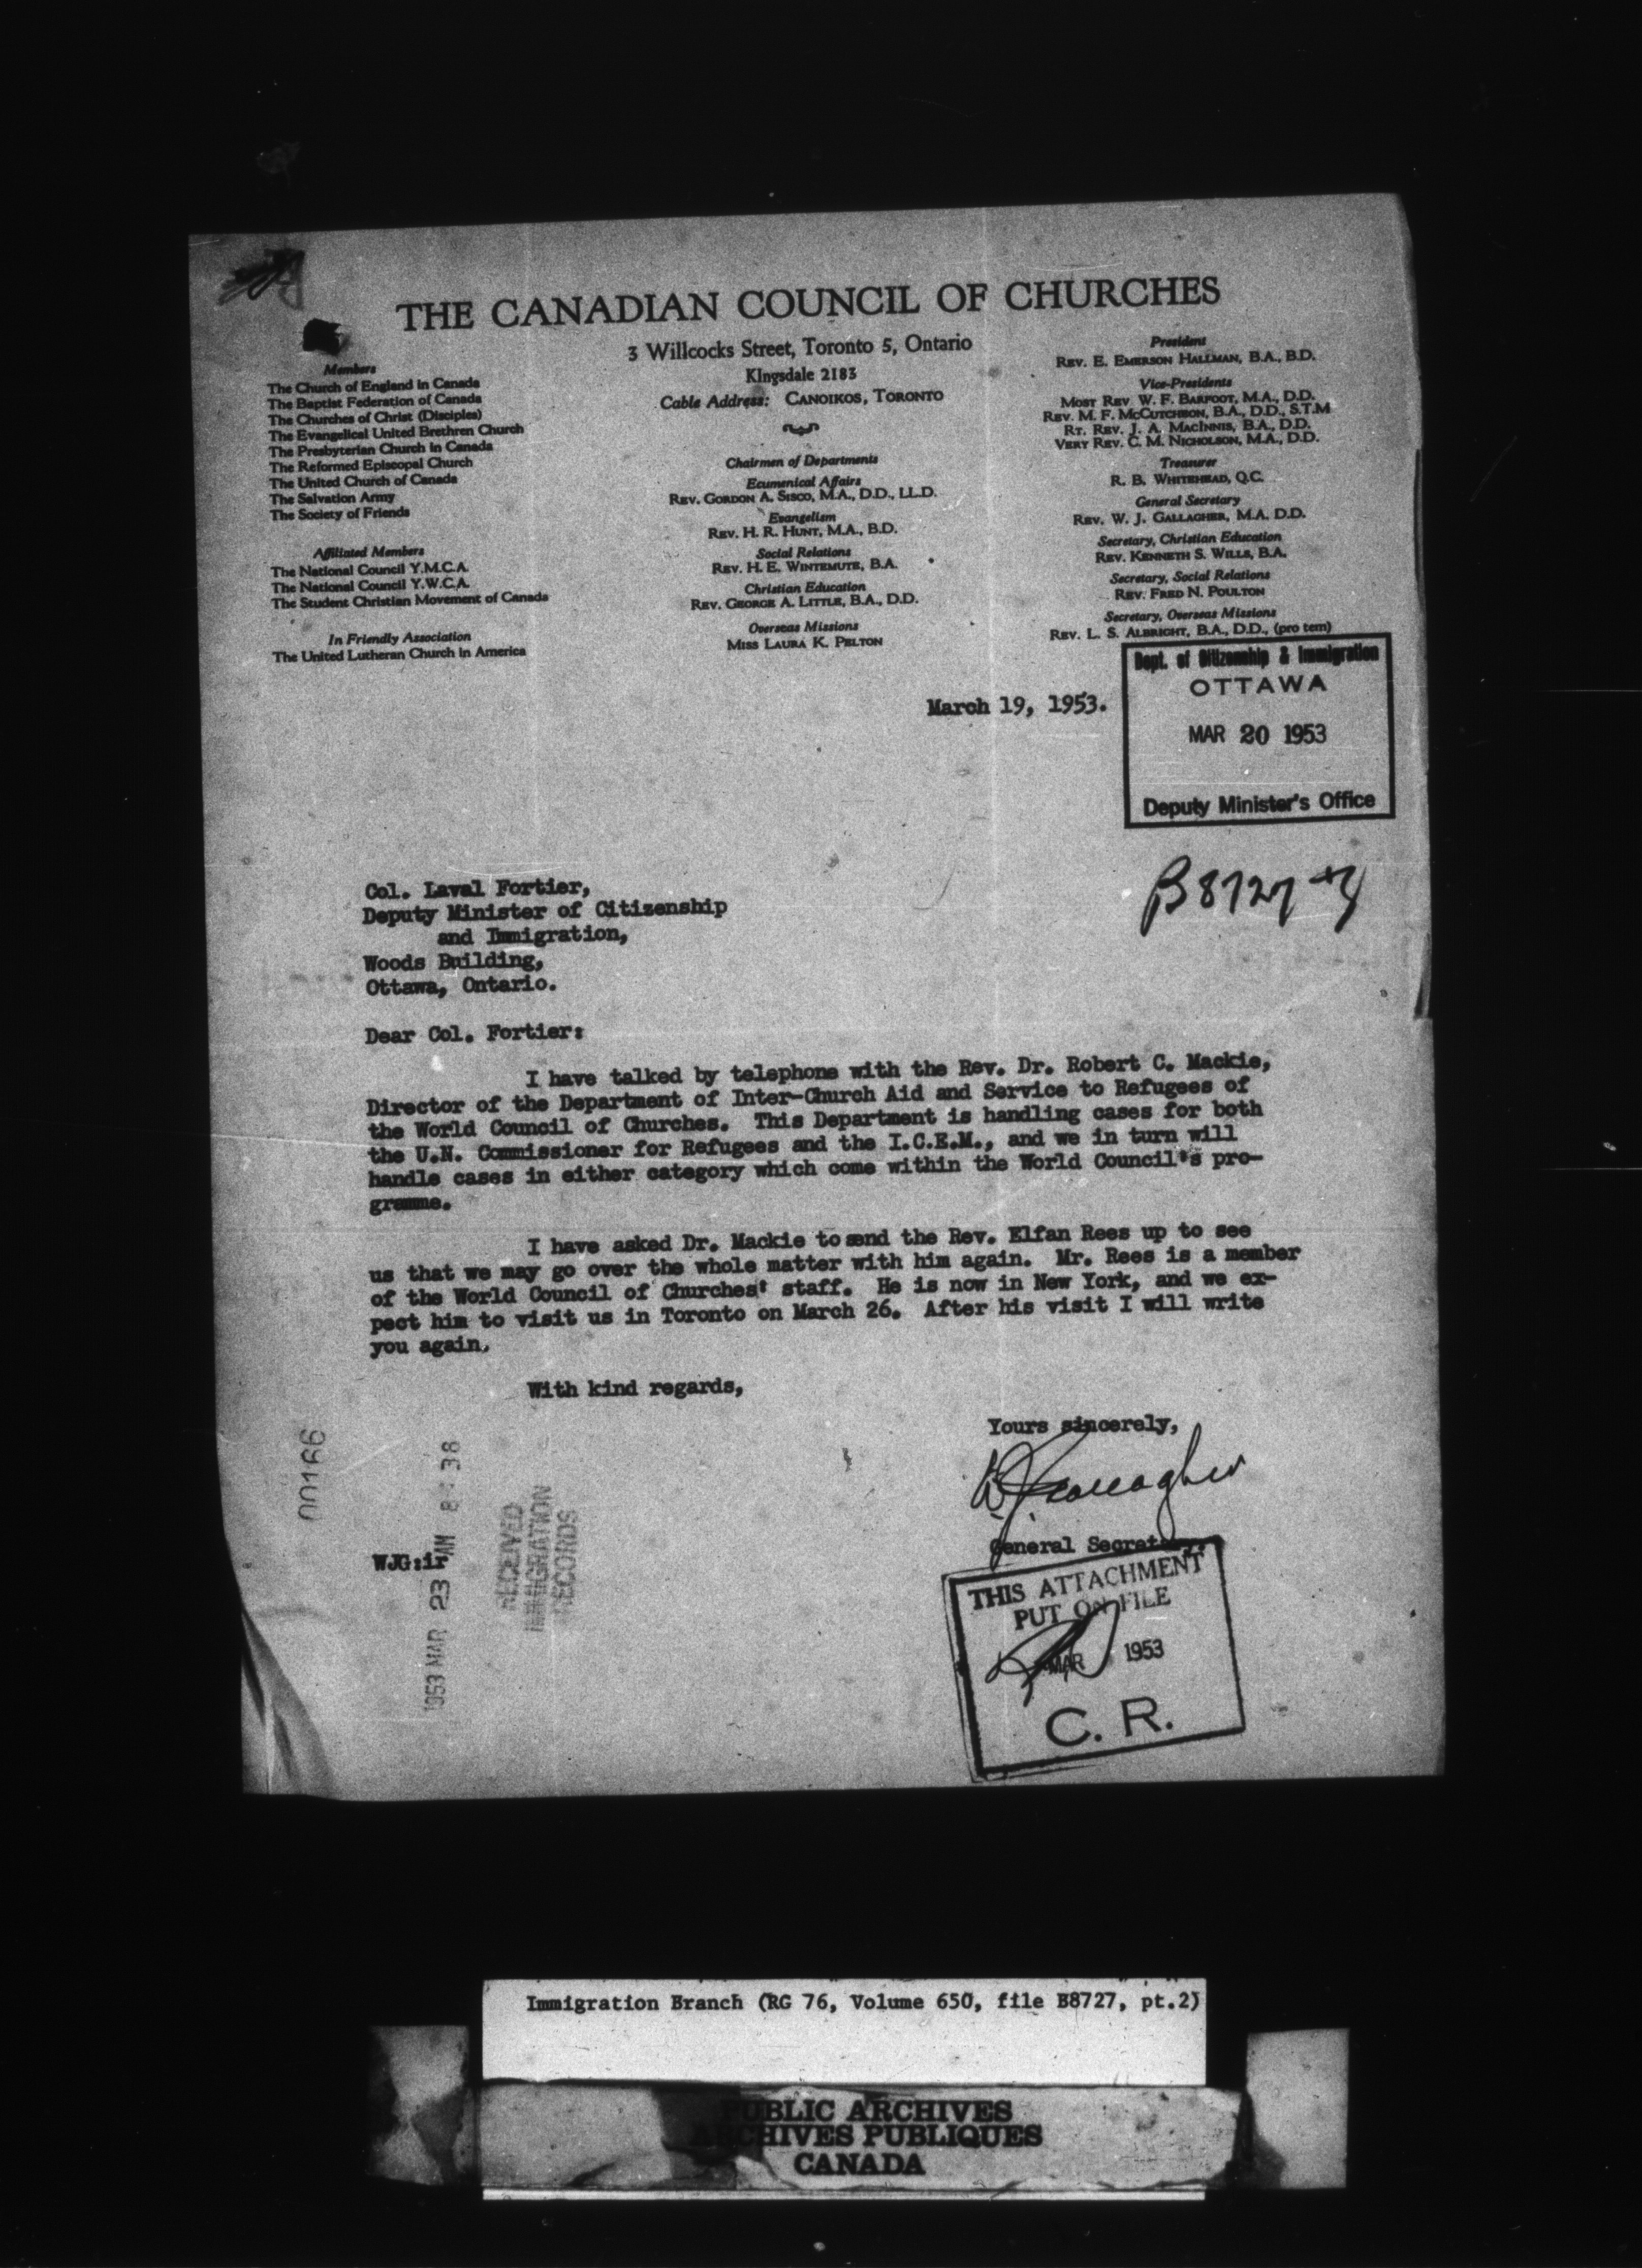 THE CANADIAN COUNCIL OF CHURCHES
3 Willcocks Street, Toronto 5, Ontario
KIngsdale 2183
Cable Address: CANOIKOS, TORONTO
Members
The Church of England in Canada
The Baptist Federation of Canada
The Churches of Christ (Disciples)
The Evangelical United Brethren Church
The Presbyterian Church in Canada
The Reformed Episcopal Church
The United Church of Canada
The Salvation Army
The Society of Friends
Affiliated Members
The National Council Y.M.C.A.
The National Council Y.W.C.A.
The Student Christian Movement of Canada
In Friendly Association
The United Lutheran Church in America
Chairmen of Departments
Ecumenical Affairs
REV. GORDON A. SISCO, M.A., D.D., LL.D.
Evangelism
REV. H. R. HUNT, M.A., B.D.
Social Relations
REV. H. E. WINTEMUTE, B.A.
Christian Education
REV. GEORGE A. LITTLE, B.A., D.D.
Overseas Missions
MISS LAURA K. PELTON
President
REV. E. EMERSON HALLMAN, B.A., B.D.
Vice-Presidents
MOST REV. W. F. BARFOOT, M.A., D.D.
REV. M. F. MCCUTCHEON, B.A., D.D., S.T.M
RT. REV. J. A. MACINNIS, B.A., D.D.
VERY REV. C. M. NICHOLSON, M.A., D.D.
Treasurer
R. B. WHITEHEAD, Q.C.
General Secretary
REV. W. J. GALLAGHER, M.A. D.D.
Secretary, Christian Education
REV. KENNETH S. WILLS, B.A.
Secretary, Social Relations
REV. FRED N. POULTON
Secretary, Overseas Missions
REV. L. S. ALBRIGHT, B.A., D.D., (pro tem)
Dept. of Citizenship & Immigration
OTTAWA
MAR 20 1953
Deputy Minister's Office
March 19, 1953.
B8727
Col. Laval Fortier,
Deputy Minister of Citizenship
and Immigration,
Woods Building,
Ottawa, Ontario.
Dear Col. Fortier:
I have talked by telephone with the Rev. Dr. Robert C. Mackie,
Director of the Department of Inter-Church Aid and Service to Refugees of
the World Council of Churches. This Department is handling cases for both
the U.N. Commissioner for Refugees and the I.C.E.M., and we in turn will
handle cases in either category which come within the World Council's pro-
gramme.
I have asked Dr. Mackie to send the Rev. Elfan Rees up to see
us that we may go over the whole matter with him again. Mr. Rees is a member
of the World Council of Churches' staff. He is now in New York, and we ex-
pect him to visit us in Toronto on March 26. After his visit I will write
you again.
With kind regards,
Yours sincerely,
W.J. Gallagher
General Secretary.
WJG:ir
00166
1953 MAR 23 AM 8:38
RECEIVED
IMMIGRATION
RECORDS
THIS ATTACHMENT
PUT ON FILE
MAR 1953
C. R.
Immigration Branch (RG 76, Volume 650, file B8727, pt.2)
PUBLIC ARCHIVES
ARCHIVES PUBLIQUES
CANADA